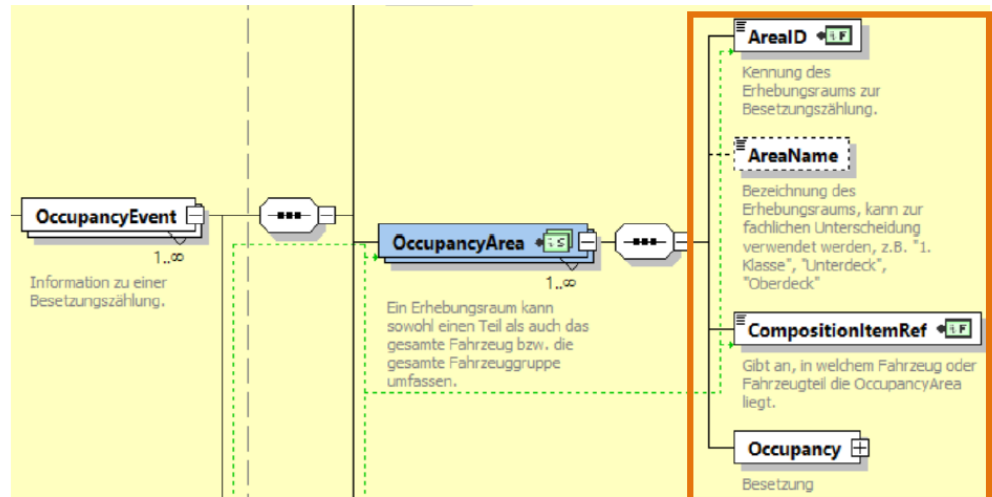 OccupancyEvent
1..∞
Information zu einer
Besetzungszählung.
OccupancyArea
1..∞
Ein Erhebungsraum kann
sowohl einen Teil als auch das
gesamte Fahrzeug bzw. die
gesamte Fahrzeuggruppe
umfassen.
AreaID
Kennung des
Erhebungsraums zur
Besetzungszählung.
AreaName
Bezeichnung des
Erhebungsraums, kann zur
fachlichen Unterscheidung
verwendet werden, z.B. "1.
Klasse", "Unterdeck",
"Oberdeck"
CompositionItemRef
Gibt an, in welchem Fahrzeug oder
Fahrzeugteil die OccupancyArea
liegt.
Occupancy
Besetzung